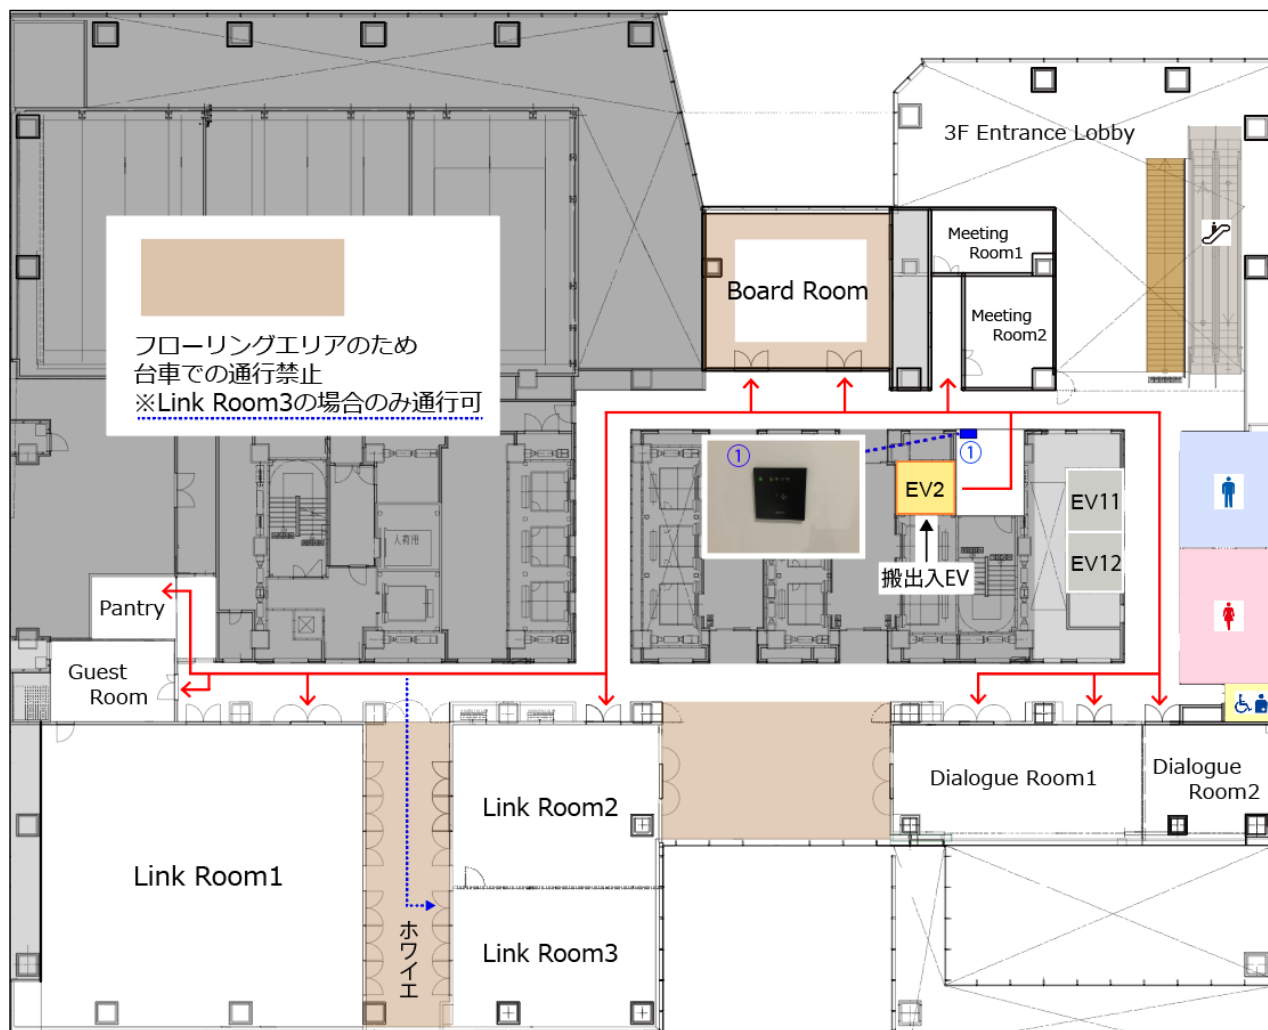 3F Entrance Lobby
Meeting
Room1
Board Room
Meeting
Room2
フローリングエリアのため
台車での通行禁止
※Link Room3の場合のみ通行可
①
①
EV2
EV11
人荷用
EV12
搬出入EV
Pantry
Guest
Room
Dialogue Room1
Dialogue
Room2
Link Room2
Link Room1
ホワイエ
Link Room3